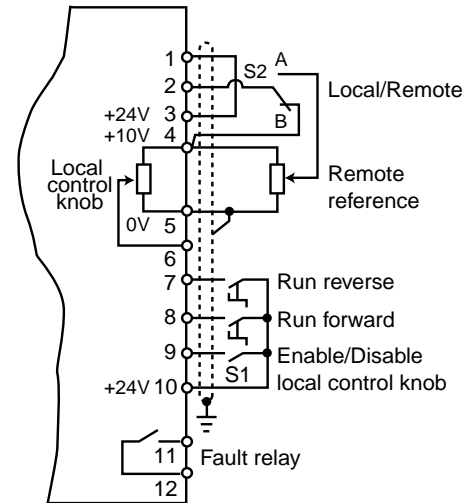 1
S2 A
2
Local/Remote
+24V 3
B
+10V 4
Local
control
knob
Remote
reference
0V 5
6
7 Run reverse
8 Run forward
9 Enable/Disable
S1 local control knob
+24V 10
11 Fault relay
12